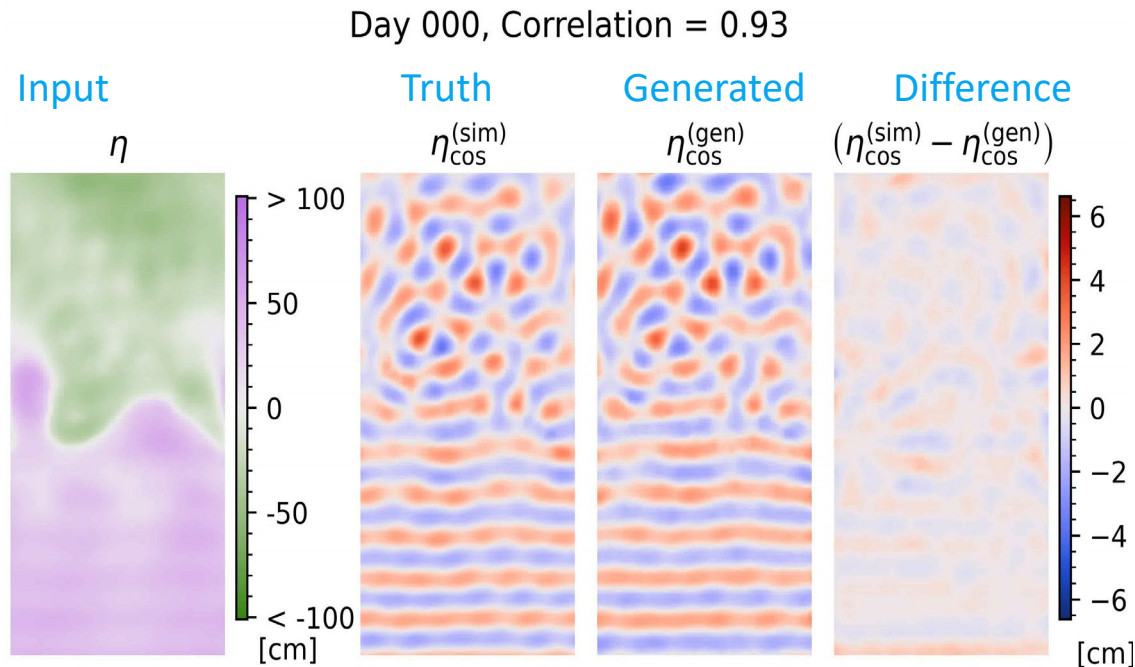 Day 000, Correlation = 0.93
Input Truth Generated Difference
η η_cos^(sim) η_cos^(gen) (η_cos^(sim) − η_cos^(gen))
> 100
50
0
-50
< -100
[cm]
6
4
2
0
−2
−4
−6
[cm]